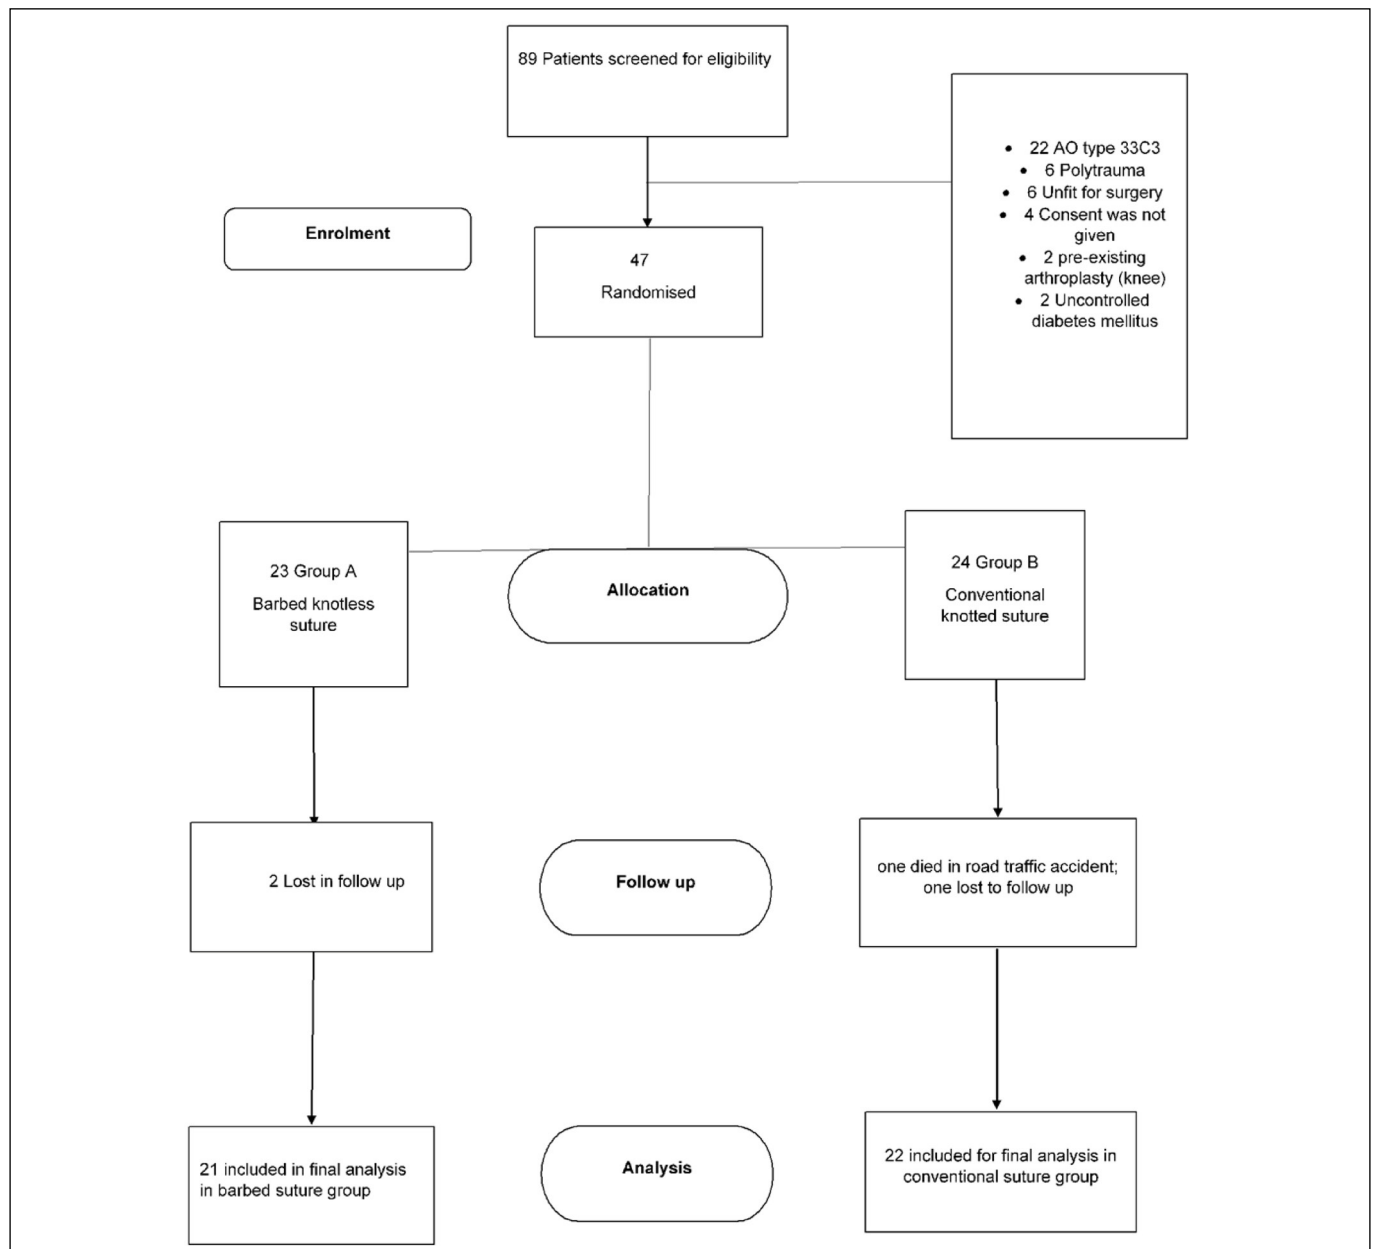 89 Patients screened for eligibility
• 22 AO type 33C3
• 6 Polytrauma
• 6 Unfit for surgery
• 4 Consent was not
given
• 2 pre-existing
arthroplasty (knee)
• 2 Uncontrolled
diabetes mellitus
Enrolment
47
Randomised
23 Group A
Barbed knotless
suture
Allocation
24 Group B
Conventional
knotted suture
2 Lost in follow up
Follow up
one died in road traffic accident;
one lost to follow up
21 included in final analysis
in barbed suture group
Analysis
22 included for final analysis in
conventional suture group